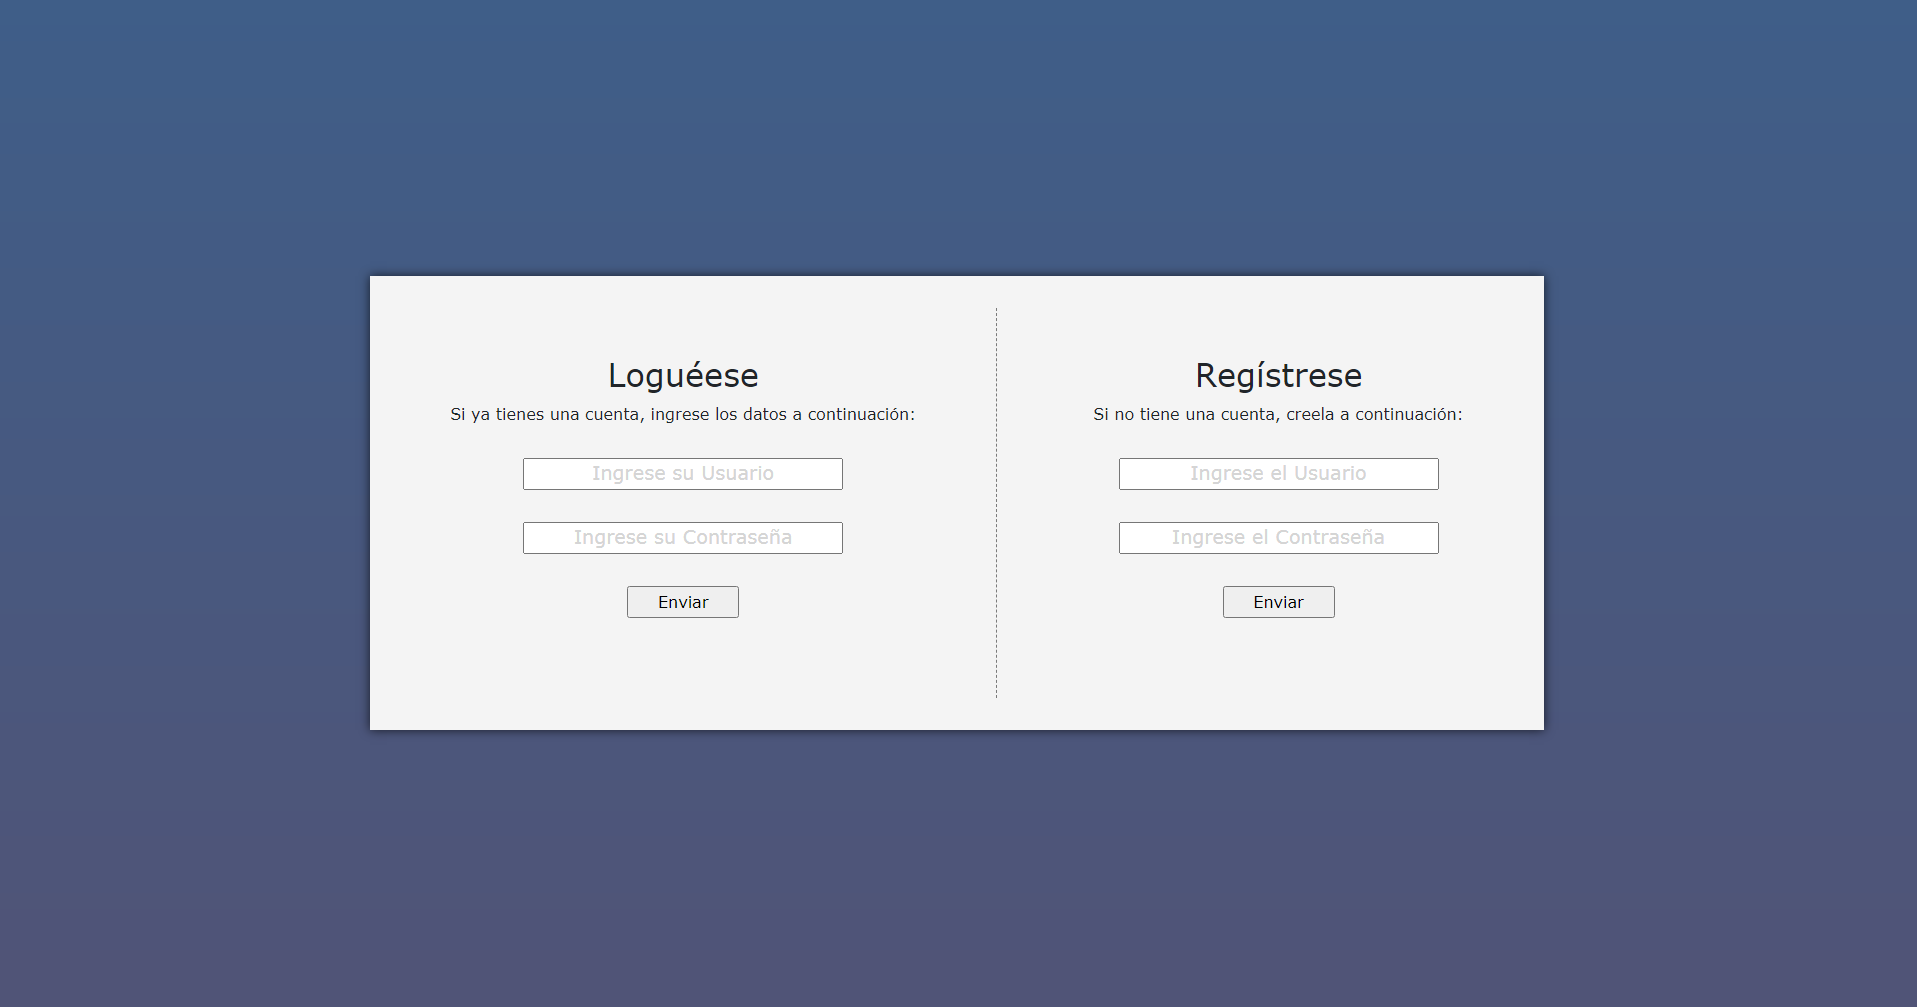 Loguéese
Si ya tienes una cuenta, ingrese los datos a continuación:
Ingrese su Usuario
Ingrese su Contraseña
Enviar
Regístrese
Si no tiene una cuenta, creela a continuación:
Ingrese el Usuario
Ingrese el Contraseña
Enviar